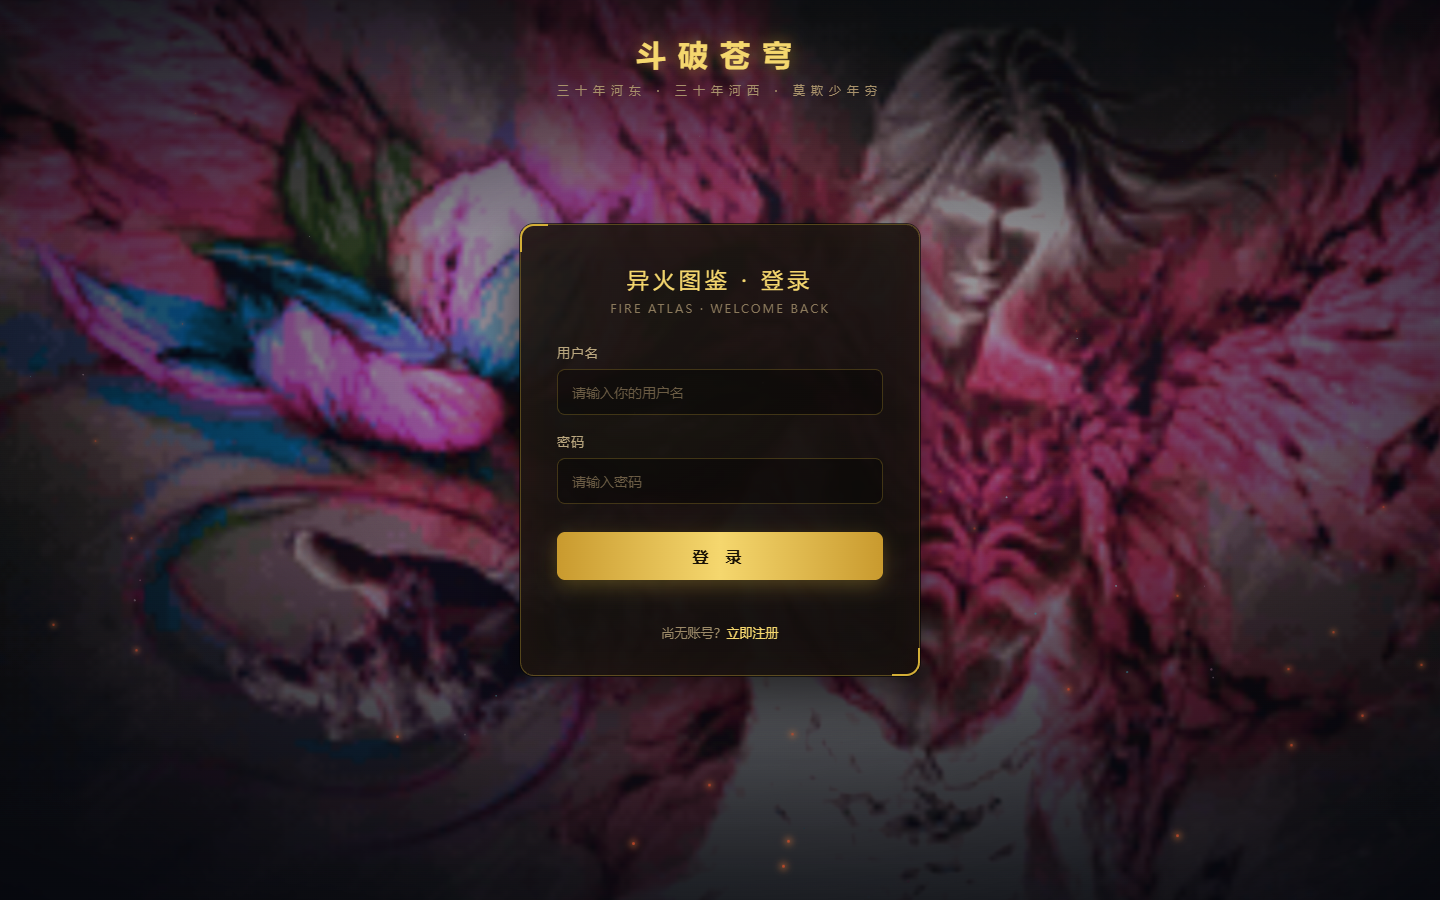 斗破苍穹
三十年河东 · 三十年河西 · 莫欺少年穷
异火图鉴 · 登录
FIRE ATLAS · WELCOME BACK
用户名
请输入你的用户名
密码
请输入密码
登 录
尚无账号？立即注册